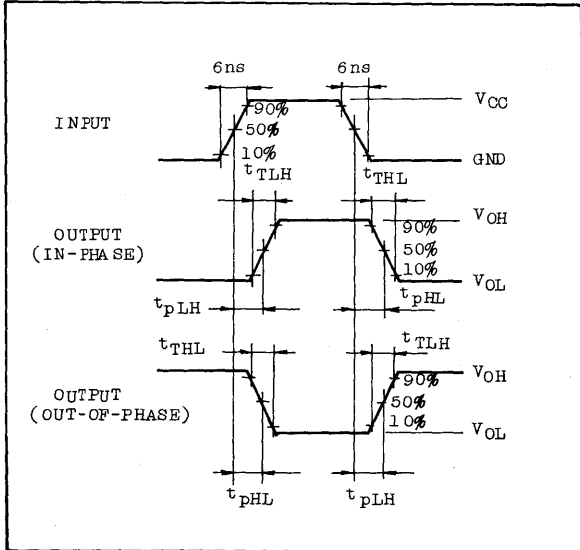 6ns 6ns
VCC
90%
INPUT 50%
10% GND
tTLH tTHL
VOH
90%
OUTPUT 50%
(IN-PHASE) 10%
VOL
tpLH tpHL
tTHL tTLH
VOH
90%
OUTPUT 50%
(OUT-OF-PHASE) 10%
VOL
tpHL tpLH